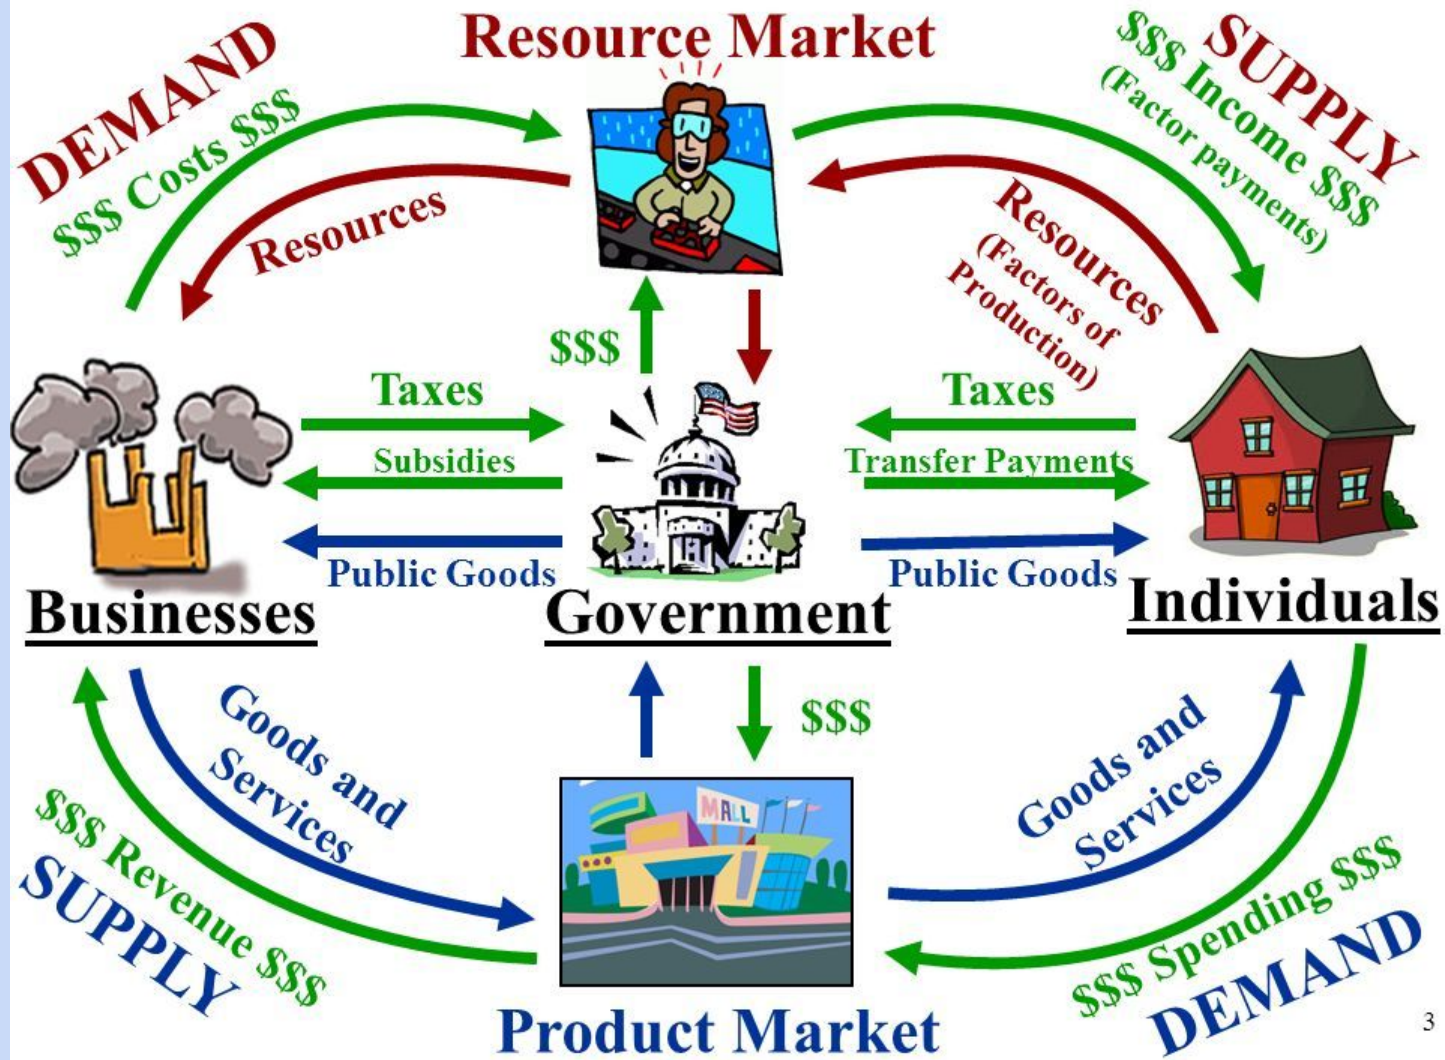 Resource Market
DEMAND
$$$ Costs $$$
Resources
SUPPLY
$$$ Income $$$
(Factor payments)
Resources
(Factors of
Production)
$$$
Taxes
Subsidies
Public Goods
Taxes
Transfer Payments
Public Goods
Businesses
Government
Individuals
Goods and
Services
$$$ Revenue $$$
SUPPLY
$$$
MALL
Goods and
Services
$$$ Spending $$$
DEMAND
Product Market
3